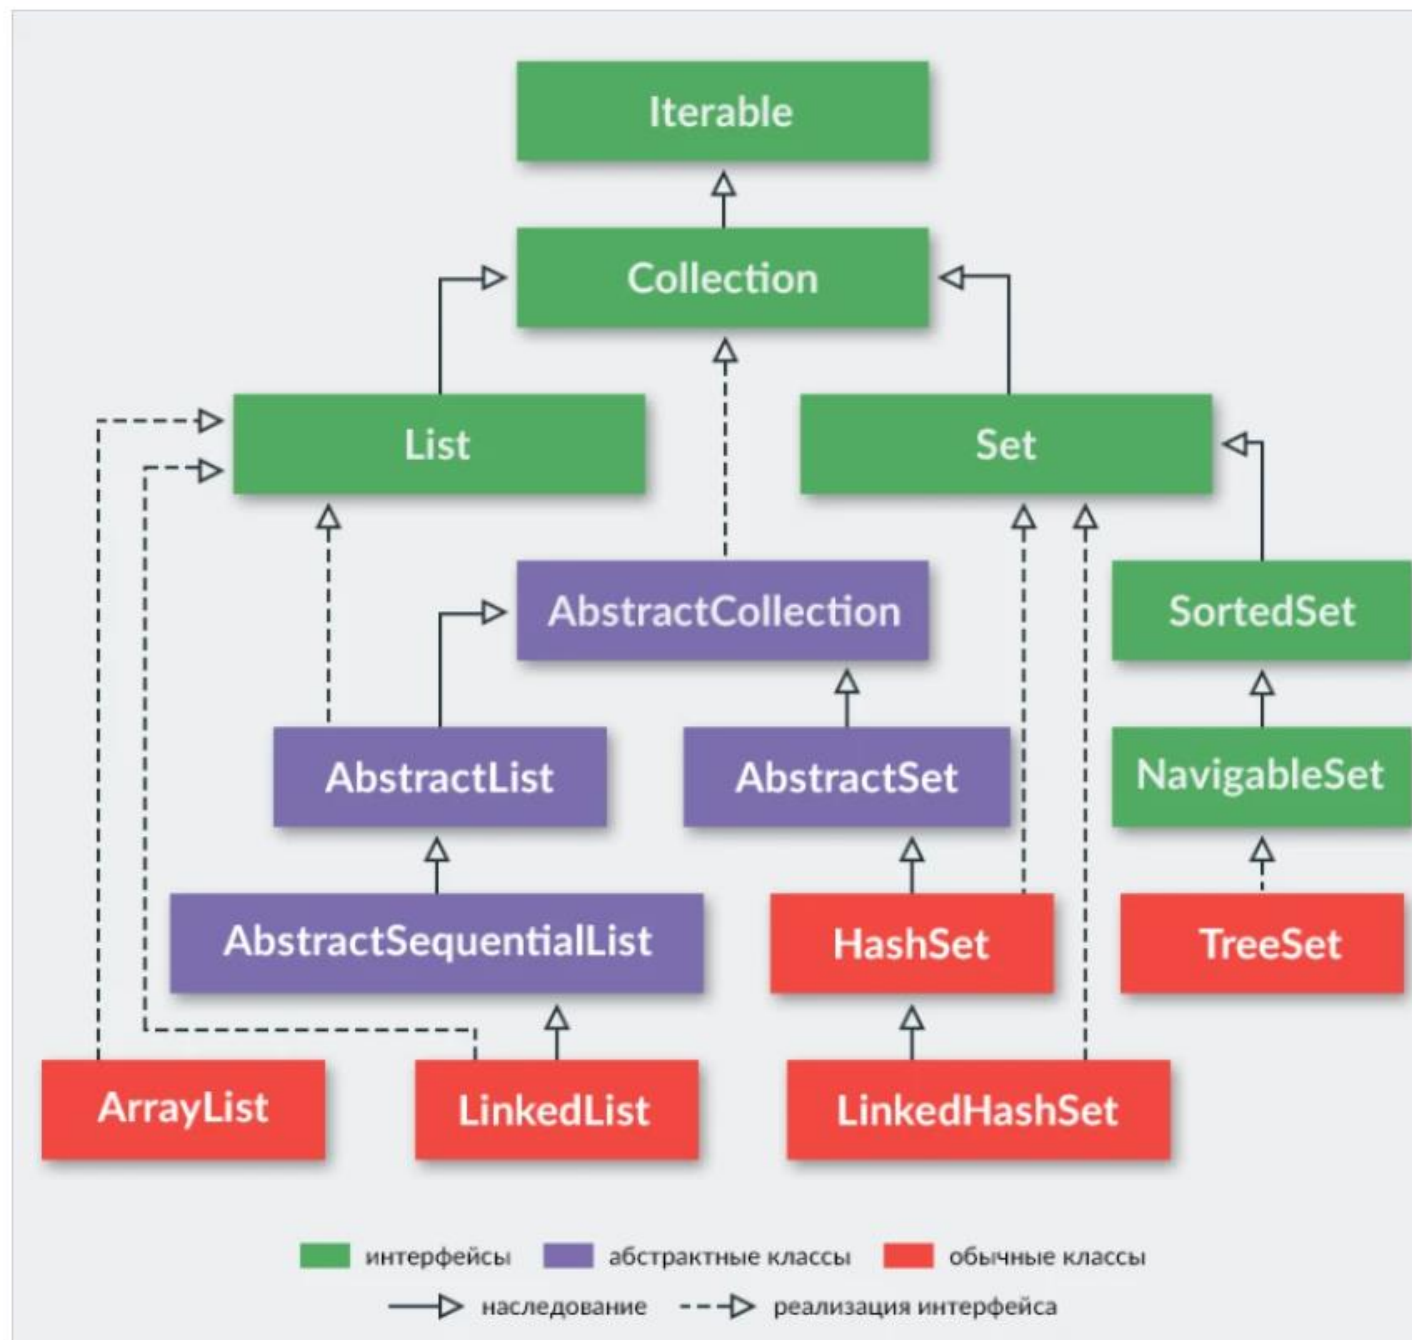 Iterable
Collection
List
Set
AbstractCollection
SortedSet
AbstractList
AbstractSet
NavigableSet
AbstractSequentialList
HashSet
TreeSet
ArrayList
LinkedList
LinkedHashSet
интерфейсы
абстрактные классы
обычные классы
наследование
реализация интерфейса